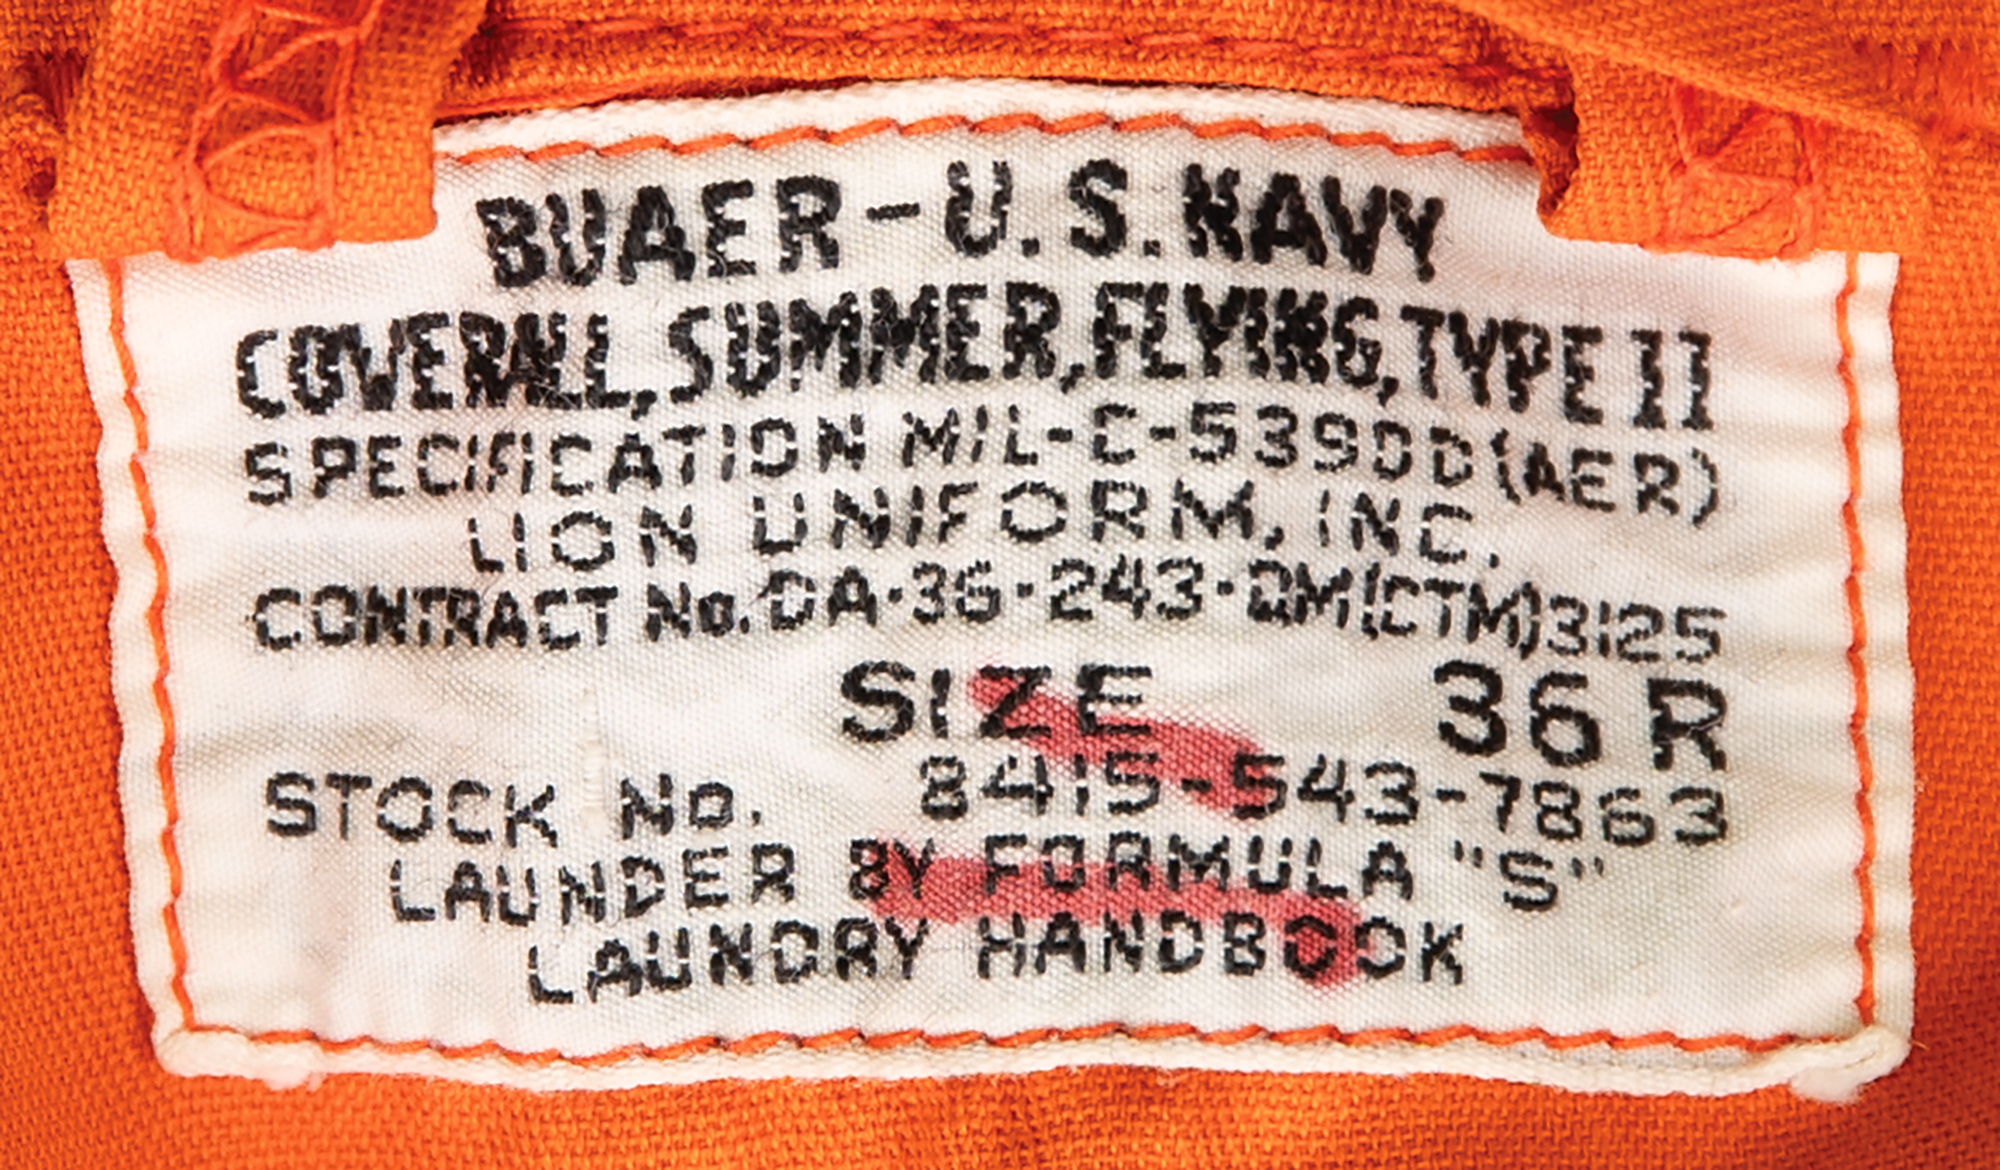 BUAER-U.S. NAVY
COVERALL, SUMMER, FLYING, TYPE II
SPECIFICATION MIL-C-5390D (AER)
LION UNIFORM, INC.
CONTRACT No. DA·36·243·QM(CTM)3125
SIZE 36 R
STOCK No. 8415-543-7863
LAUNDER BY FORMULA "S"
LAUNDRY HANDBOOK